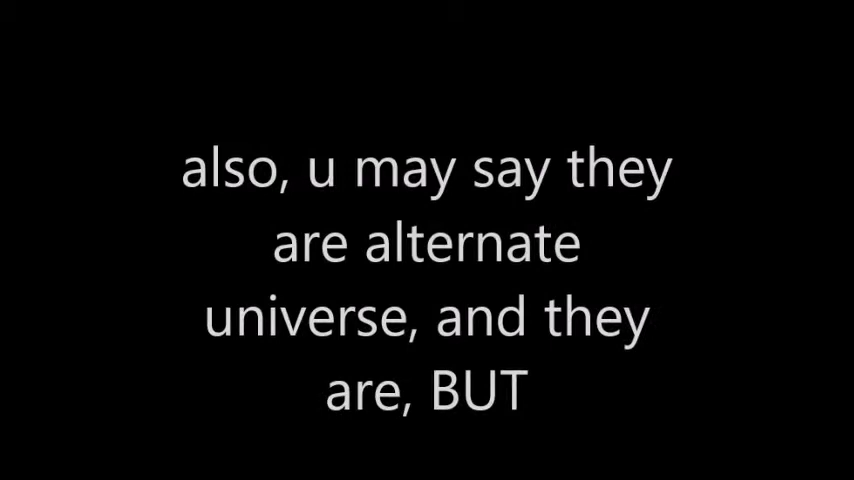 also, u may say they
are alternate
universe, and they
are, BUT